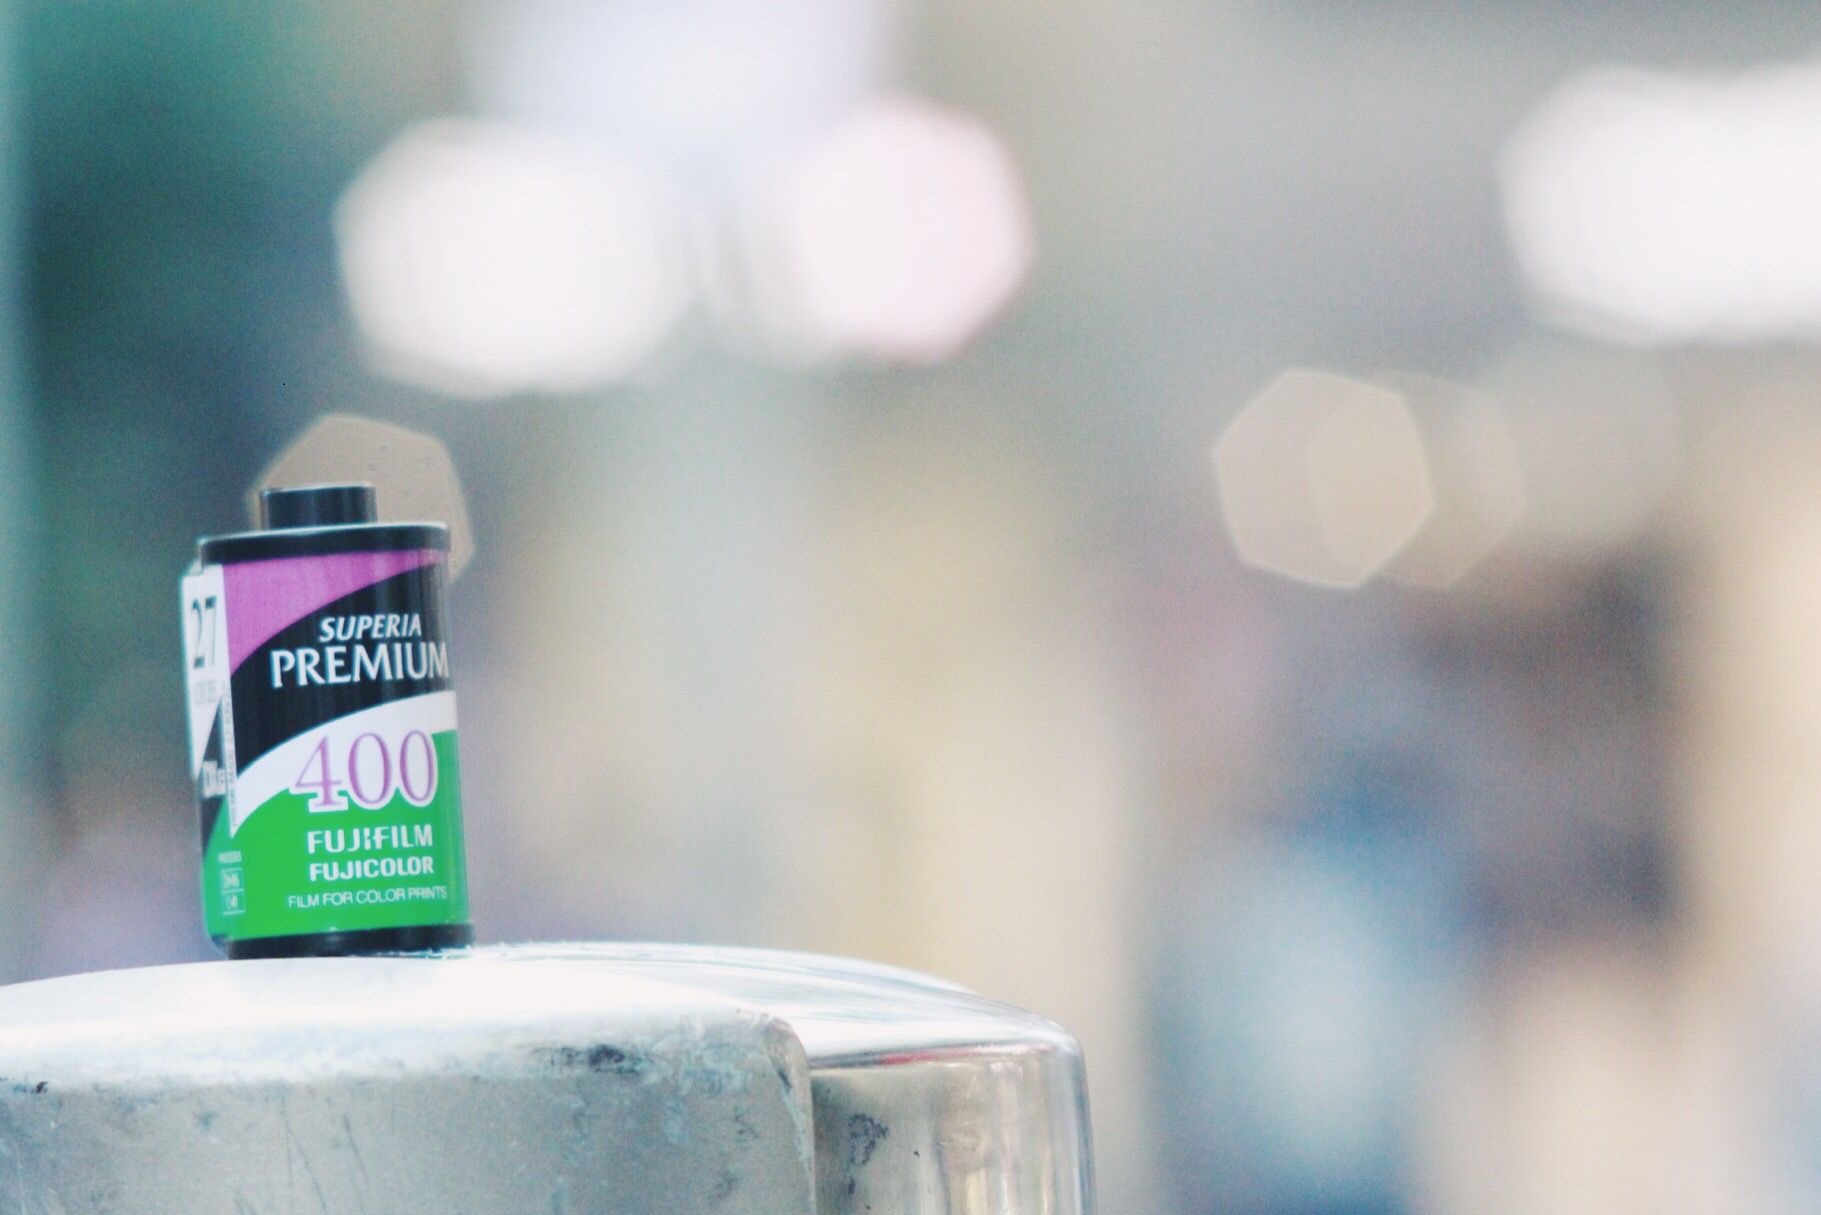 SUPERIA
PREMIUM
400
FUJIFILM
FUJICOLOR
FILM FOR COLOR PRINTS
27